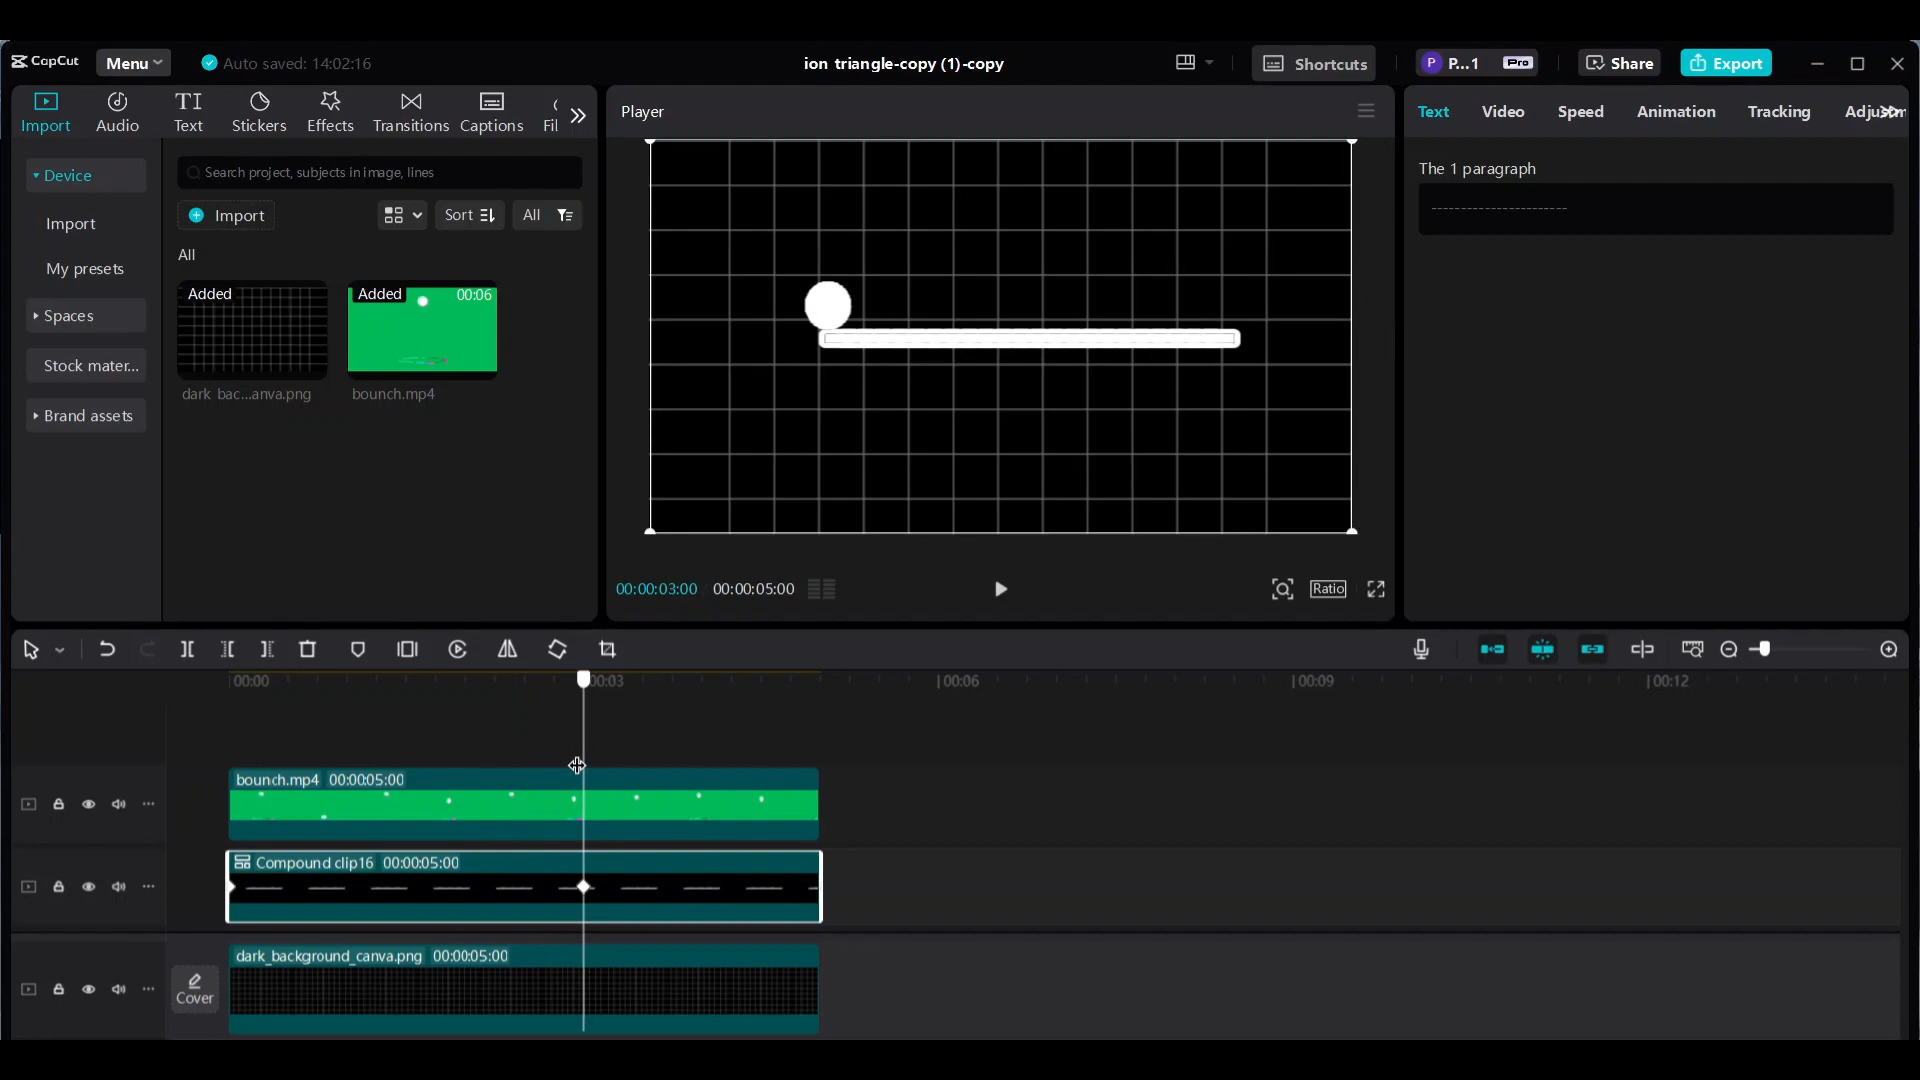 CapCut
Menu
Auto saved: 14:02:16
ion triangle-copy (1)-copy
Shortcuts
P
P...1
Pro
Share
Export
Import
Audio
TI
Text
Stickers
Effects
Transitions
Captions
Fil
Device
Import
My presets
Spaces
Stock mater...
Brand assets
Search project, subjects in image, lines
Import
Sort
All
All
Added
dark bac...anva.png
Added
00:06
bounch.mp4
Player
00:00:03:00
00:00:05:00
Ratio
Text
Video
Speed
Animation
Tracking
Adjustm
The 1 paragraph
-----------------------
00:00
00:03
00:06
00:09
00:12
bounch.mp4 00:00:05:00
Compound clip16 00:00:05:00
Cover
dark_background_canva.png 00:00:05:00